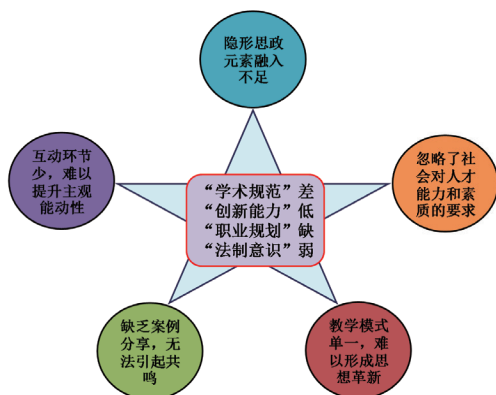 隐形思政
元素融入
不足
互动环节
少，难以
提升主观
能动性
忽略了社
会对人才
能力和素
质的要求
“学术规范”差
“创新能力”低
“职业规划”缺
“法制意识”弱
缺乏案例
分享，无
法引起共
鸣
教学模式
单一，难
以形成思
想革新